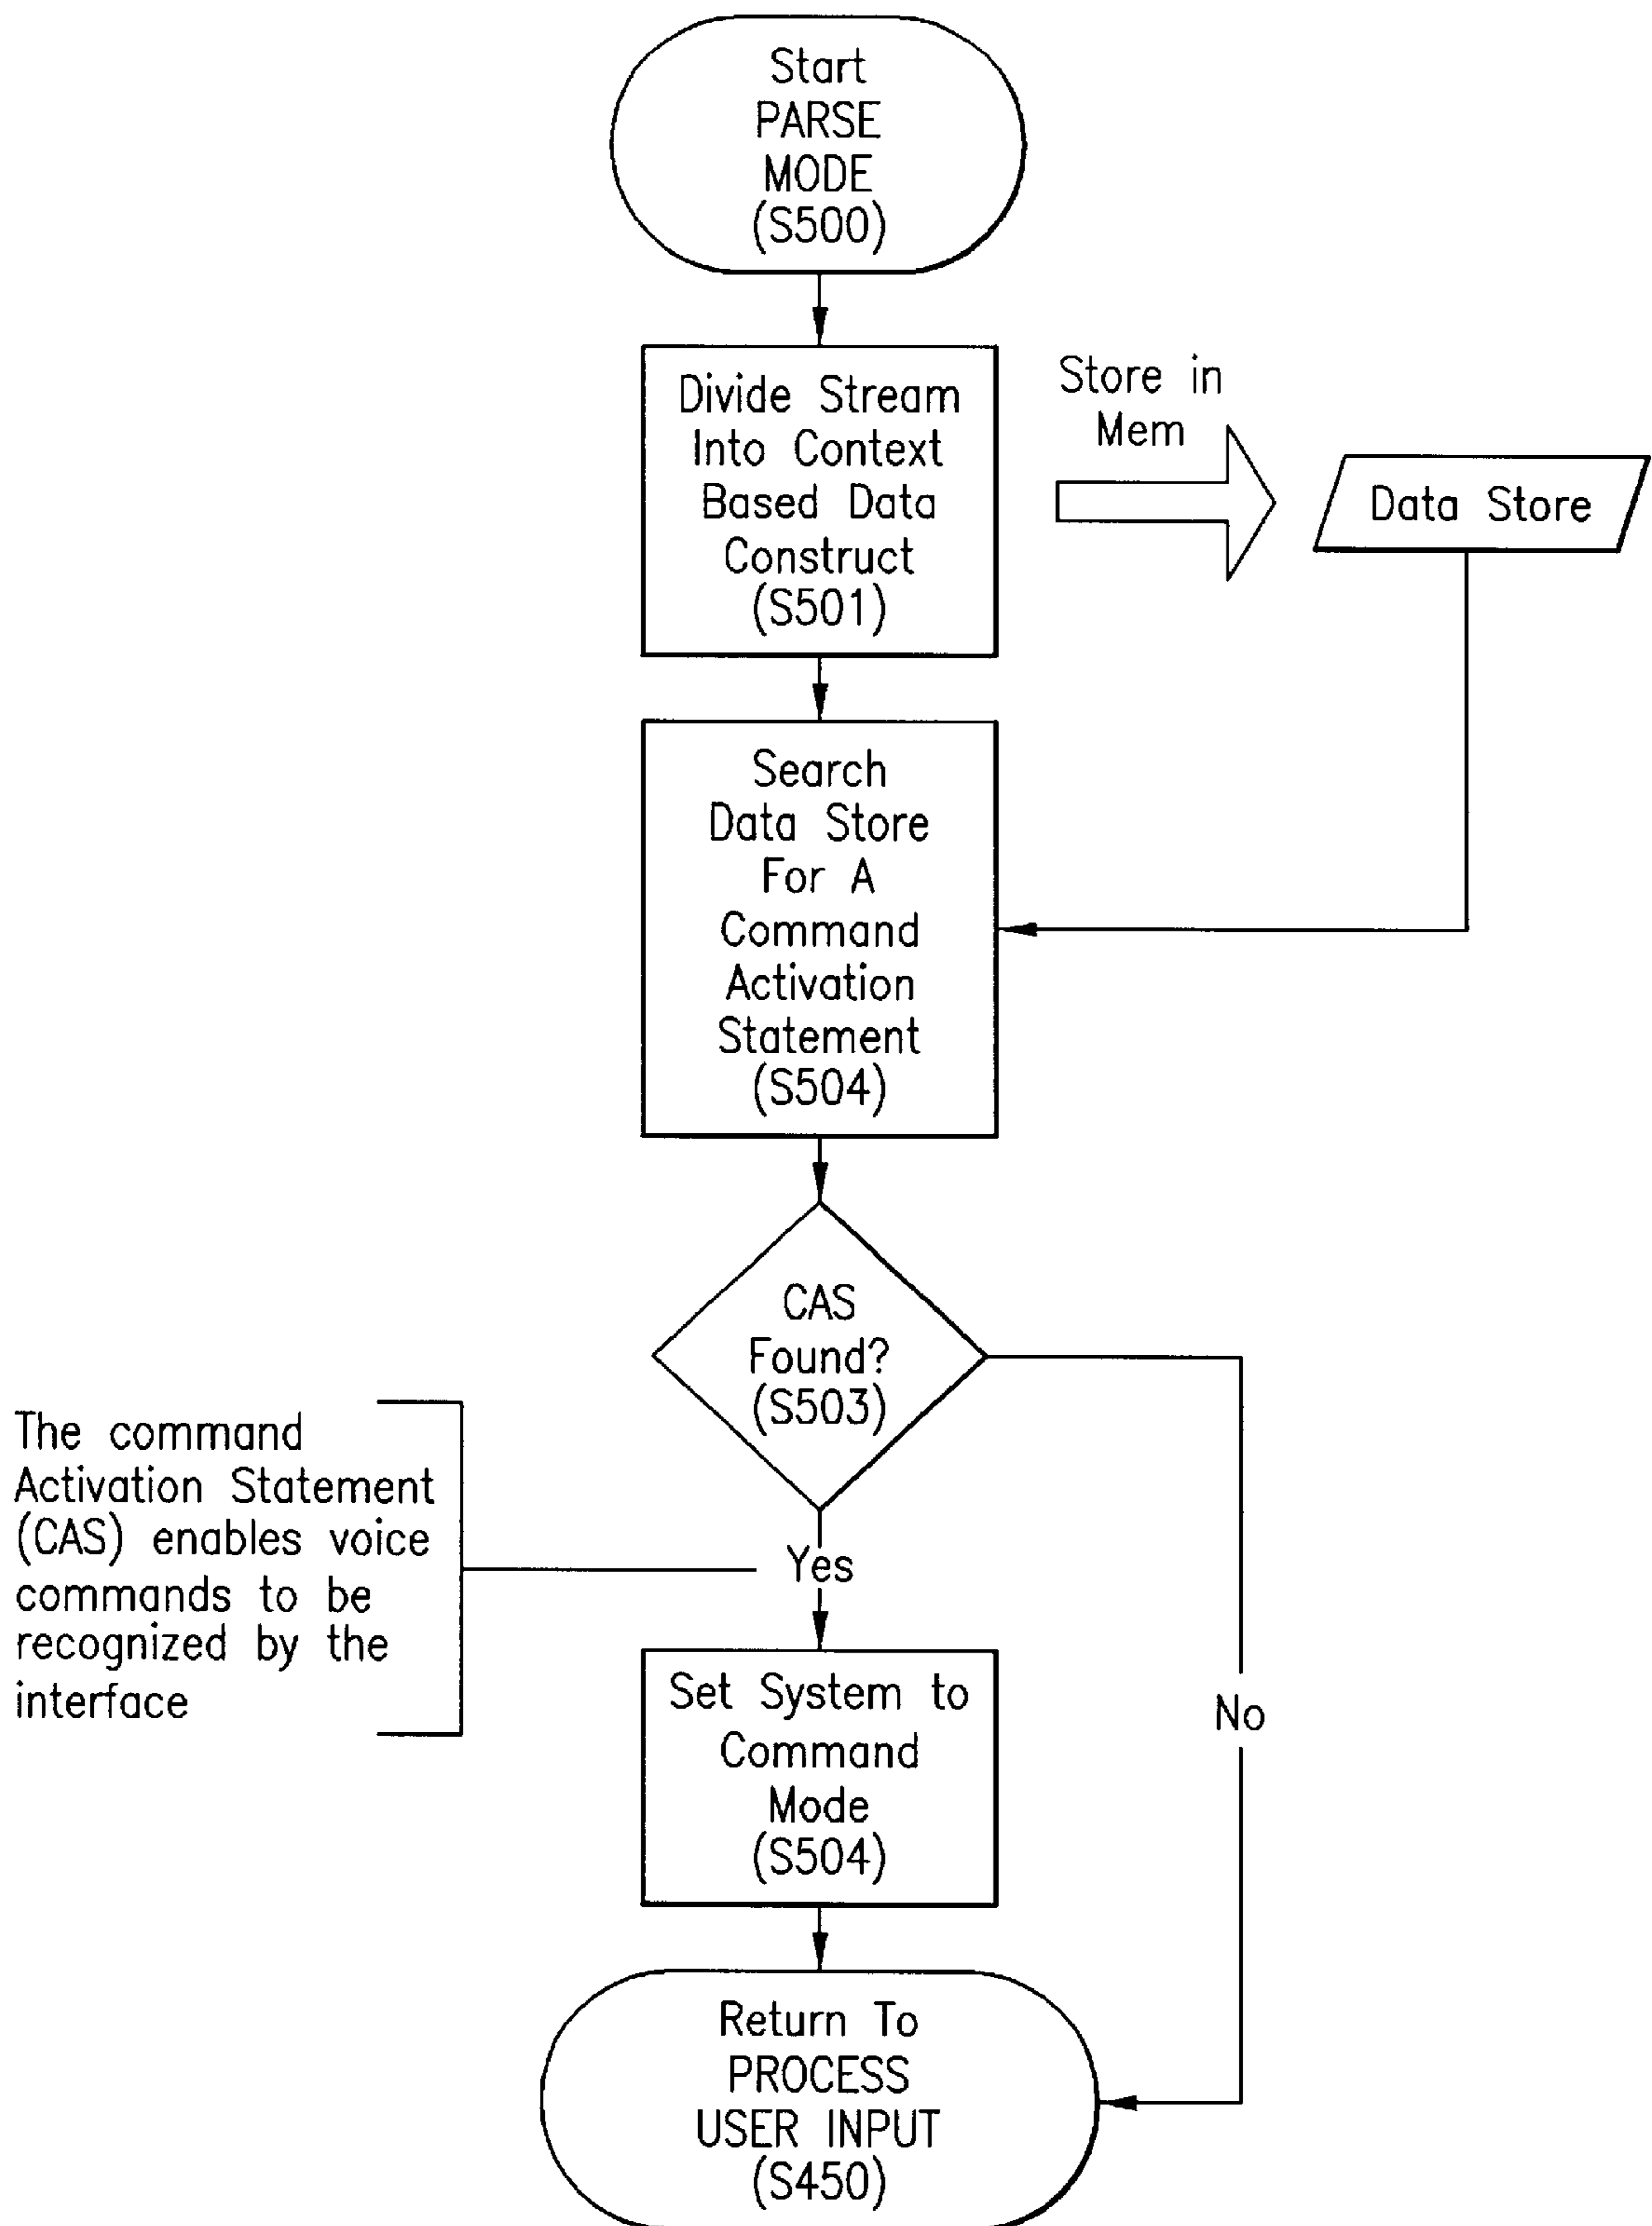 Start
PARSE
MODE
(S500)
Divide Stream
Into Context
Based Data
Construct
(S501)
Store in
Mem
Data Store
Search
Data Store
For A
Command
Activation
Statement
(S504)
CAS
Found?
(S503)
The command
Activation Statement
(CAS) enables voice
commands to be
recognized by the
interface
Yes
No
Set System to
Command
Mode
(S504)
Return To
PROCESS
USER INPUT
(S450)